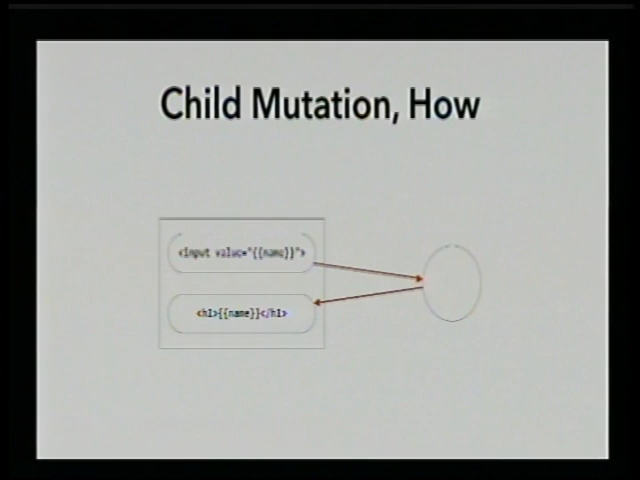 Child Mutation, How
<input value="{{name}}">
<h1>{{name}}</h1>